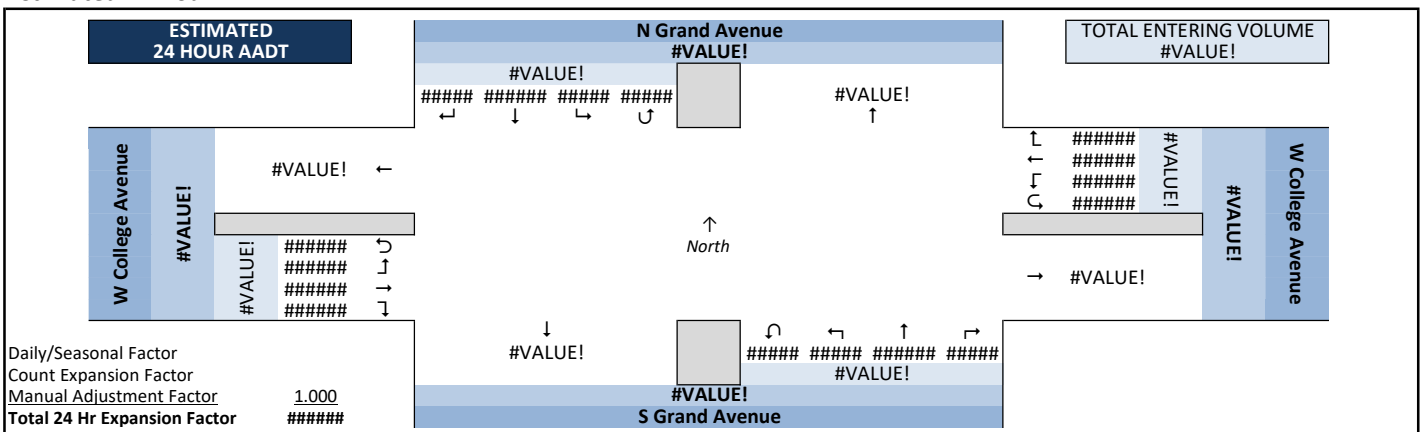 ESTIMATED
24 HOUR AADT
N Grand Avenue
#VALUE!
TOTAL ENTERING VOLUME
#VALUE!
#VALUE!
##### ###### ##### #####
#VALUE!
W College Avenue
#VALUE!
#VALUE!
#VALUE!
######
######
######
######
North
######
######
######
######
#VALUE!
#VALUE!
W College Avenue
#VALUE!
#VALUE!
##### ##### ###### #####
#VALUE!
#VALUE!
S Grand Avenue
Daily/Seasonal Factor
Count Expansion Factor
Manual Adjustment Factor 1.000
Total 24 Hr Expansion Factor ######